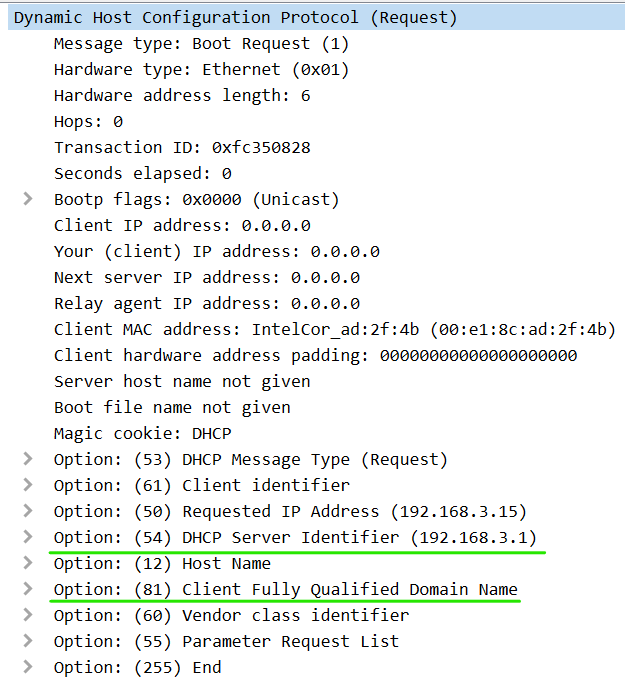 Dynamic Host Configuration Protocol (Request)
Message type: Boot Request (1)
Hardware type: Ethernet (0x01)
Hardware address length: 6
Hops: 0
Transaction ID: 0xfc350828
Seconds elapsed: 0
Bootp flags: 0x0000 (Unicast)
Client IP address: 0.0.0.0
Your (client) IP address: 0.0.0.0
Next server IP address: 0.0.0.0
Relay agent IP address: 0.0.0.0
Client MAC address: IntelCor_ad:2f:4b (00:e1:8c:ad:2f:4b)
Client hardware address padding: 00000000000000000000
Server host name not given
Boot file name not given
Magic cookie: DHCP
Option: (53) DHCP Message Type (Request)
Option: (61) Client identifier
Option: (50) Requested IP Address (192.168.3.15)
Option: (54) DHCP Server Identifier (192.168.3.1)
Option: (12) Host Name
Option: (81) Client Fully Qualified Domain Name
Option: (60) Vendor class identifier
Option: (55) Parameter Request List
Option: (255) End